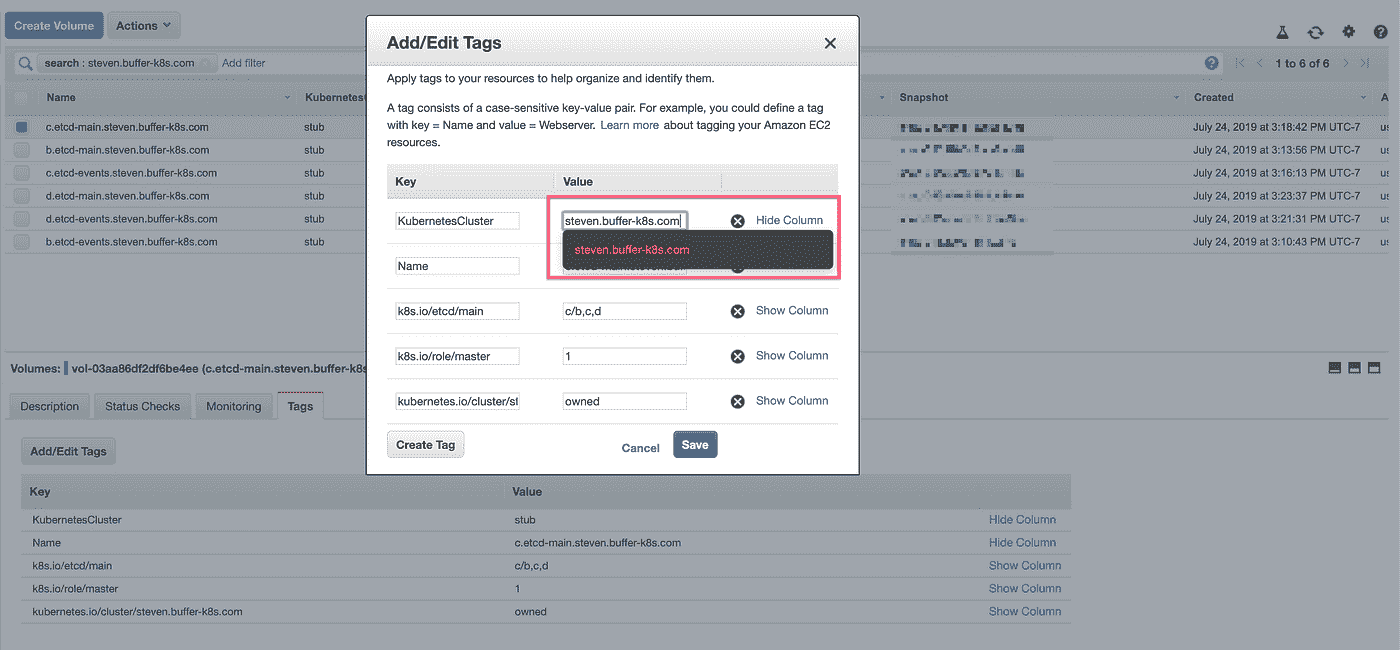 Create Volume Actions
search : steven.buffer-k8s.com Add filter
1 to 6 of 6
Name Snapshot Created
c.etcd-main.steven.buffer-k8s.com stub July 24, 2019 at 3:18:42 PM UTC-7 us
b.etcd-main.steven.buffer-k8s.com stub July 24, 2019 at 3:13:56 PM UTC-7 us
c.etcd-events.steven.buffer-k8s.com stub July 24, 2019 at 3:16:13 PM UTC-7 us
d.etcd-main.steven.buffer-k8s.com stub July 24, 2019 at 3:23:37 PM UTC-7 us
d.etcd-events.steven.buffer-k8s.com stub July 24, 2019 at 3:21:31 PM UTC-7 us
b.etcd-events.steven.buffer-k8s.com stub July 24, 2019 at 3:10:43 PM UTC-7 us
Add/Edit Tags
Apply tags to your resources to help organize and identify them.
A tag consists of a case-sensitive key-value pair. For example, you could define a tag
with key = Name and value = Webserver. Learn more about tagging your Amazon EC2
resources.
Key Value
KubernetesCluster steven.buffer-k8s.com Hide Column
steven.buffer-k8s.com
Name
k8s.io/etcd/main c/b,c,d Show Column
k8s.io/role/master 1 Show Column
kubernetes.io/cluster/st owned Show Column
Create Tag Cancel Save
Volumes: vol-03aa86df2df6be4ee (c.etcd-main.steven.buffer-k8s
Description Status Checks Monitoring Tags
Add/Edit Tags
Key Value
KubernetesCluster stub Hide Column
Name c.etcd-main.steven.buffer-k8s.com Hide Column
k8s.io/etcd/main c/b,c,d Show Column
k8s.io/role/master 1 Show Column
kubernetes.io/cluster/steven.buffer-k8s.com owned Show Column